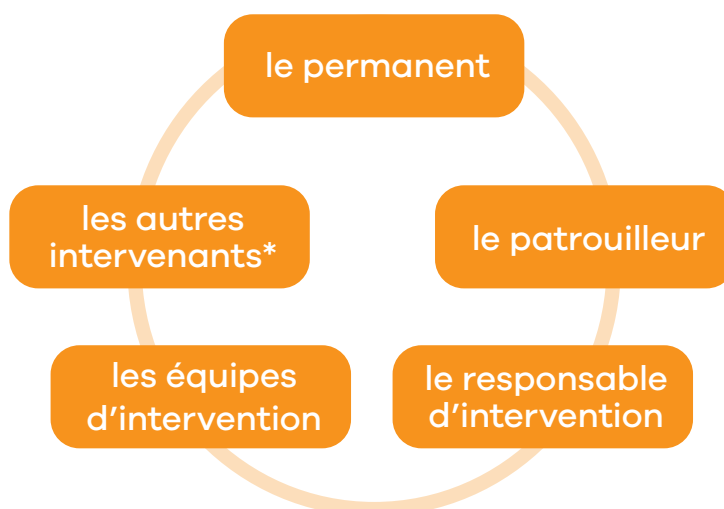 le permanent
les autres
intervenants*
le patrouilleur
les équipes
d’intervention
le responsable
d’intervention